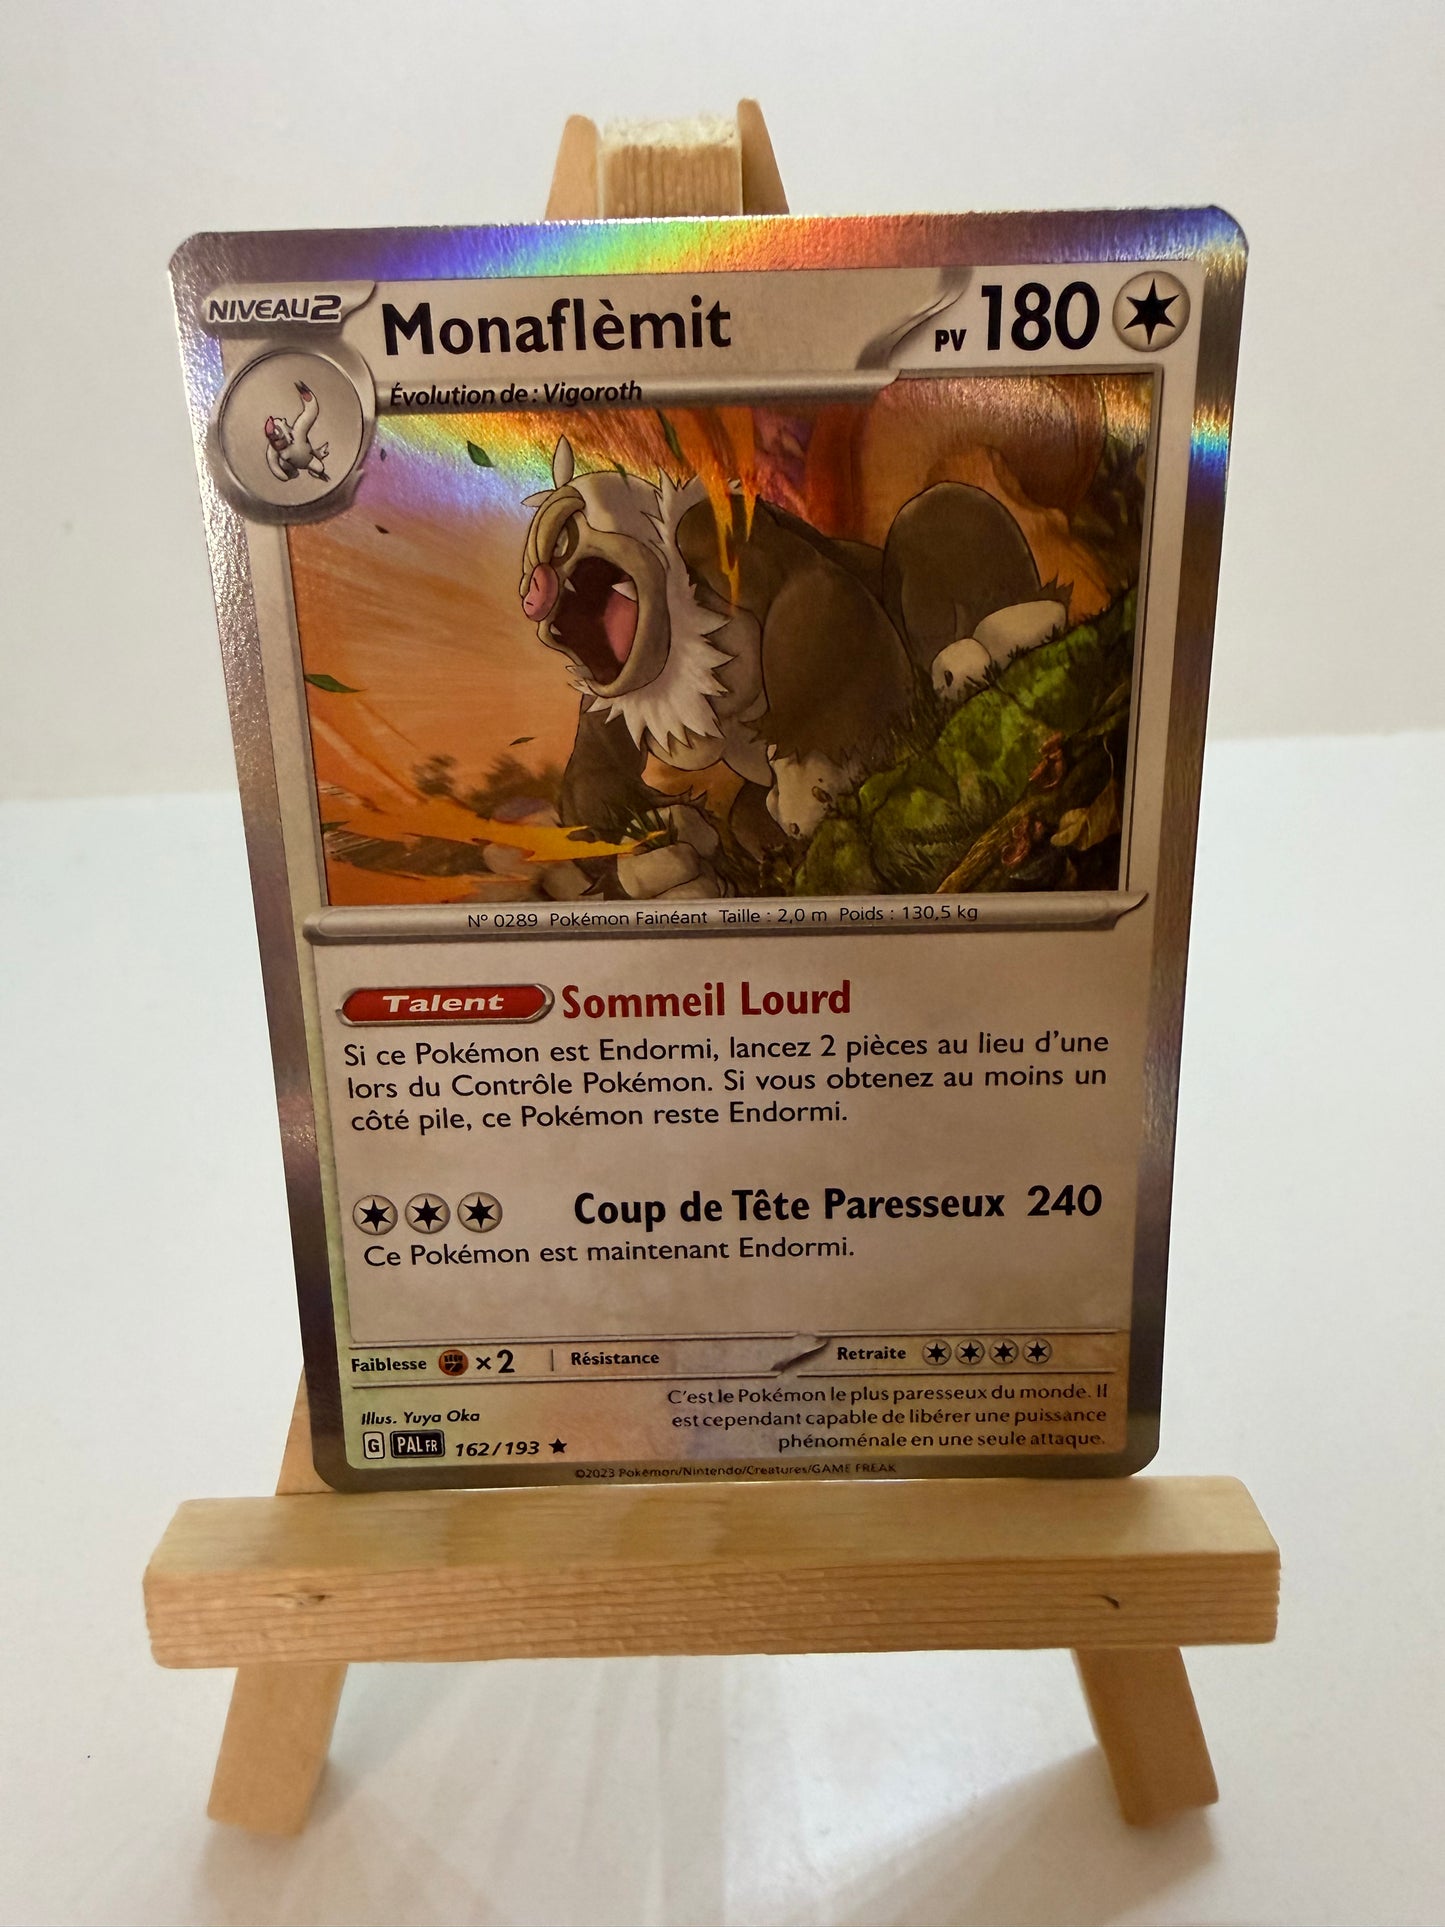 NIVEAU 2
Monaflèmit
PV 180
Évolution de : Vigoroth
N° 0289 Pokémon Fainéant Taille : 2,0 m Poids : 130,5 kg
Talent Sommeil Lourd
Si ce Pokémon est Endormi, lancez 2 pièces au lieu d'une
lors du Contrôle Pokémon. Si vous obtenez au moins un
côté pile, ce Pokémon reste Endormi.
Coup de Tête Paresseux 240
Ce Pokémon est maintenant Endormi.
Faiblesse ×2 Résistance Retraite
C'est le Pokémon le plus paresseux du monde. Il
est cependant capable de libérer une puissance
phénoménale en une seule attaque.
Illus. Yuya Oka
G PAL FR 162/193 ★
©2023 Pokémon/Nintendo/Creatures/GAME FREAK